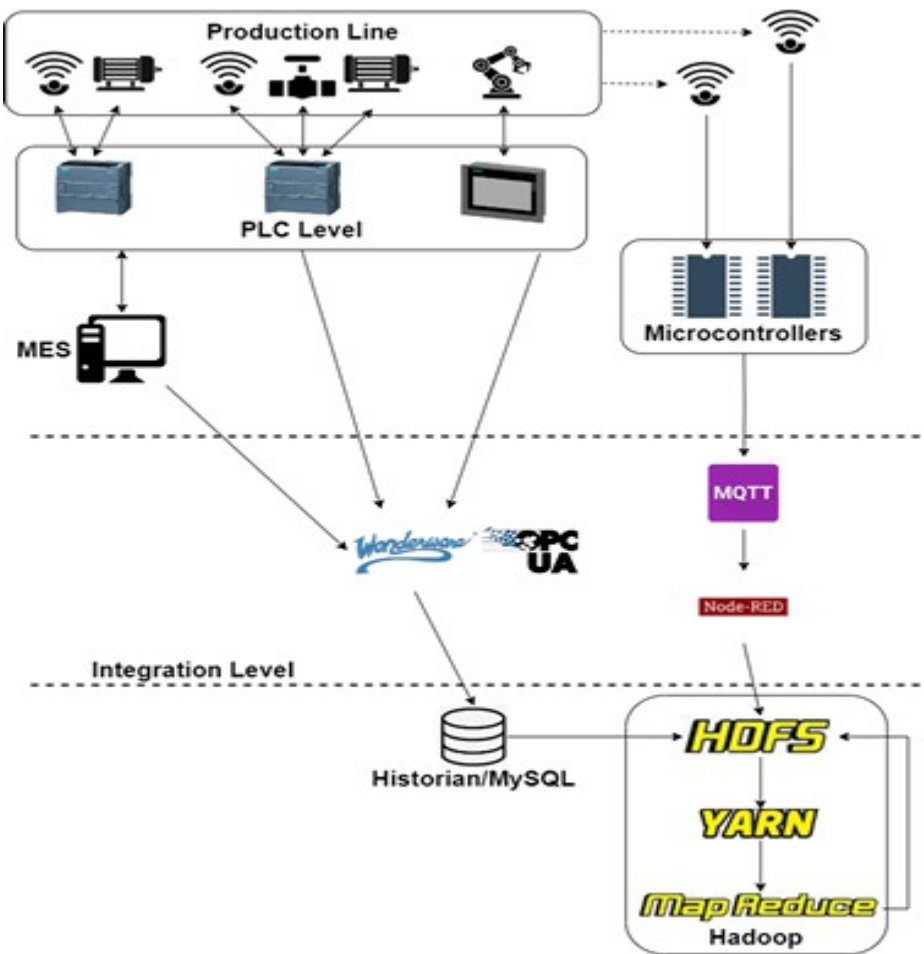 Production Line
PLC Level
Microcontrollers
MES
MQTT
Wonderware
OPC
UA
Node-RED
Integration Level
HDFS
Historian/MySQL
YARN
Map Reduce
Hadoop